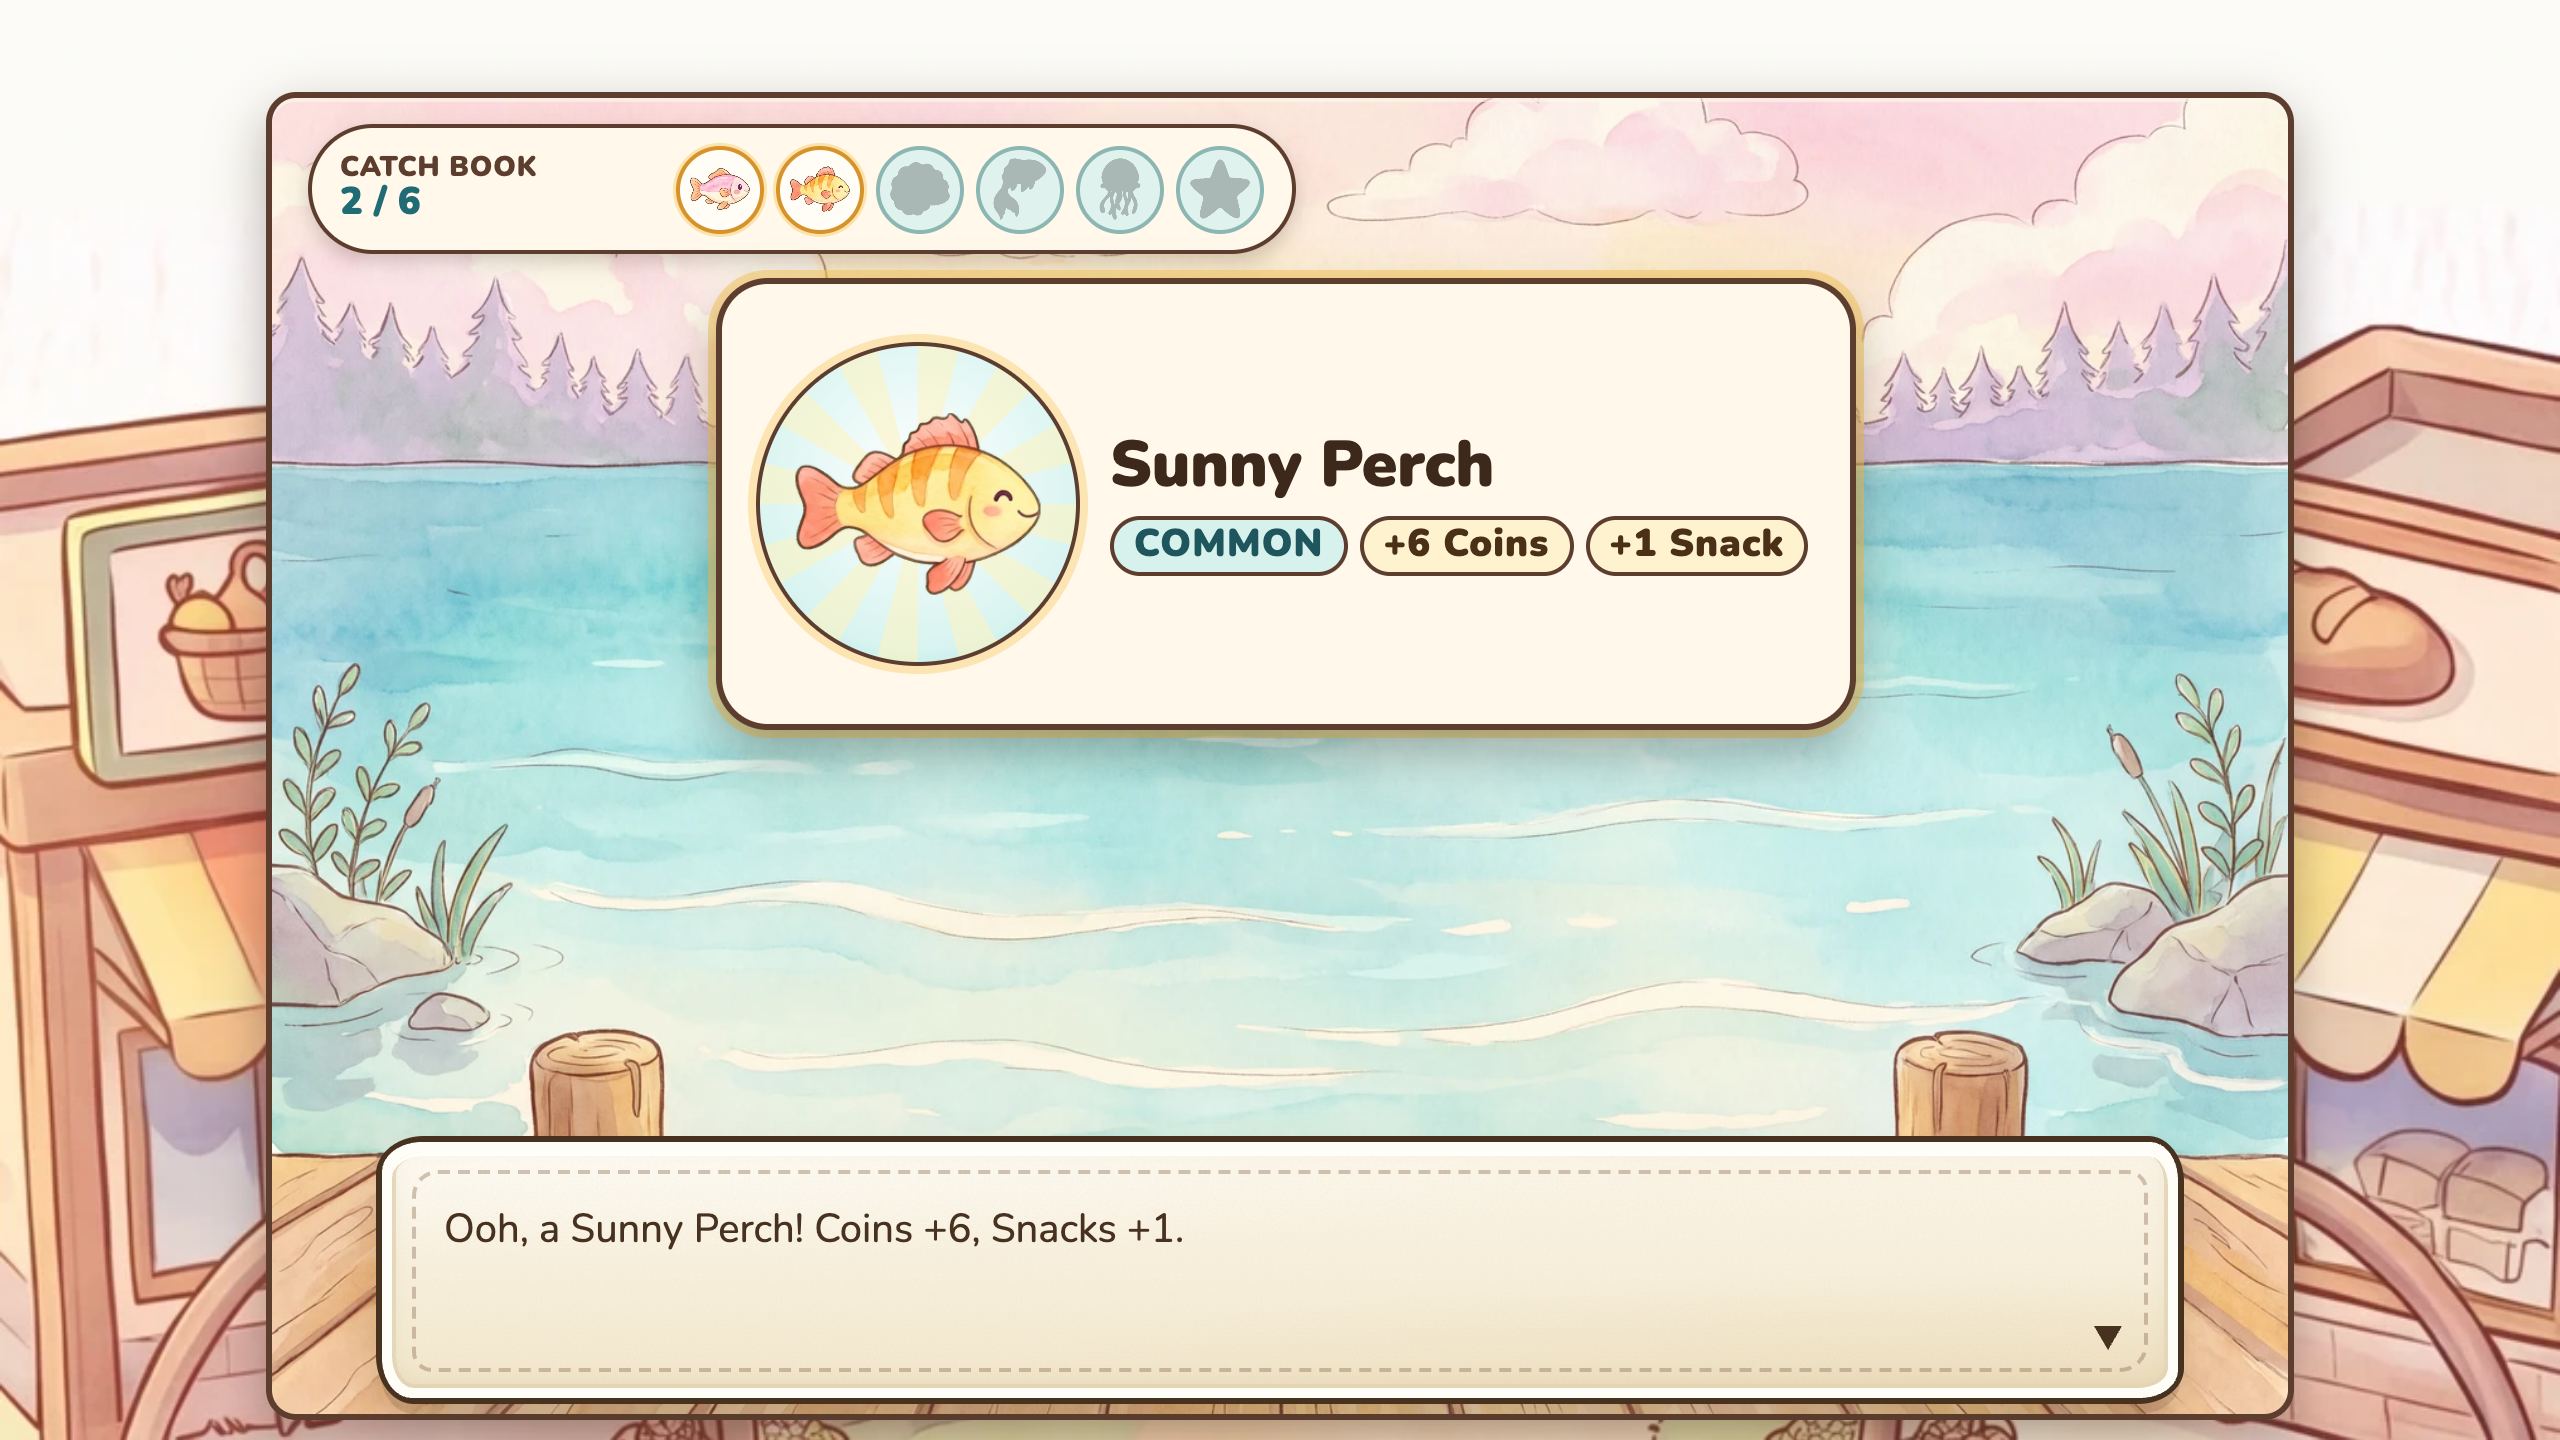 CATCH BOOK
2 / 6
Sunny Perch
COMMON +6 Coins +1 Snack
Ooh, a Sunny Perch! Coins +6, Snacks +1.